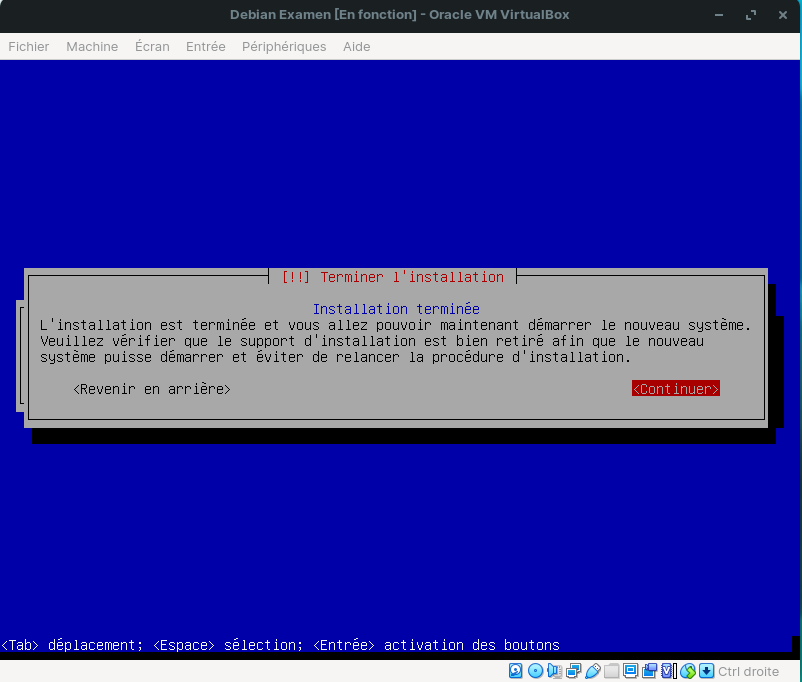 Debian Examen [En fonction] - Oracle VM VirtualBox
Fichier Machine Écran Entrée Périphériques Aide
[!!] Terminer l'installation
Installation terminée
L'installation est terminée et vous allez pouvoir maintenant démarrer le nouveau système.
Veuillez vérifier que le support d'installation est bien retiré afin que le nouveau
système puisse démarrer et éviter de relancer la procédure d'installation.
<Revenir en arrière> <Continuer>
<Tab> déplacement; <Espace> sélection; <Entrée> activation des boutons
Ctrl droite